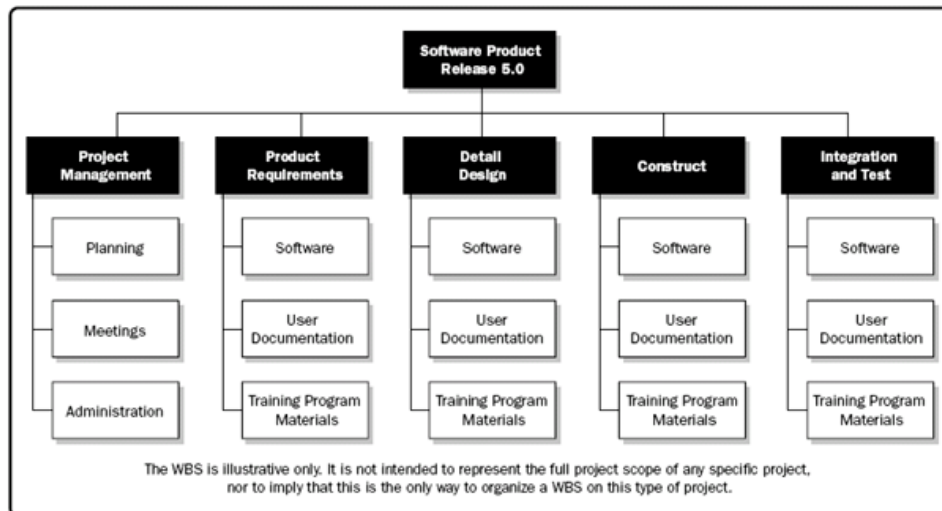 Software Product
Release 5.0
Project
Management
Product
Requirements
Detail
Design
Construct
Integration
and Test
Planning
Software
Software
Software
Software
Meetings
User
Documentation
User
Documentation
User
Documentation
User
Documentation
Administration
Training Program
Materials
Training Program
Materials
Training Program
Materials
Training Program
Materials
The WBS is illustrative only. It is not intended to represent the full project scope of any specific project,
nor to imply that this is the only way to organize a WBS on this type of project.